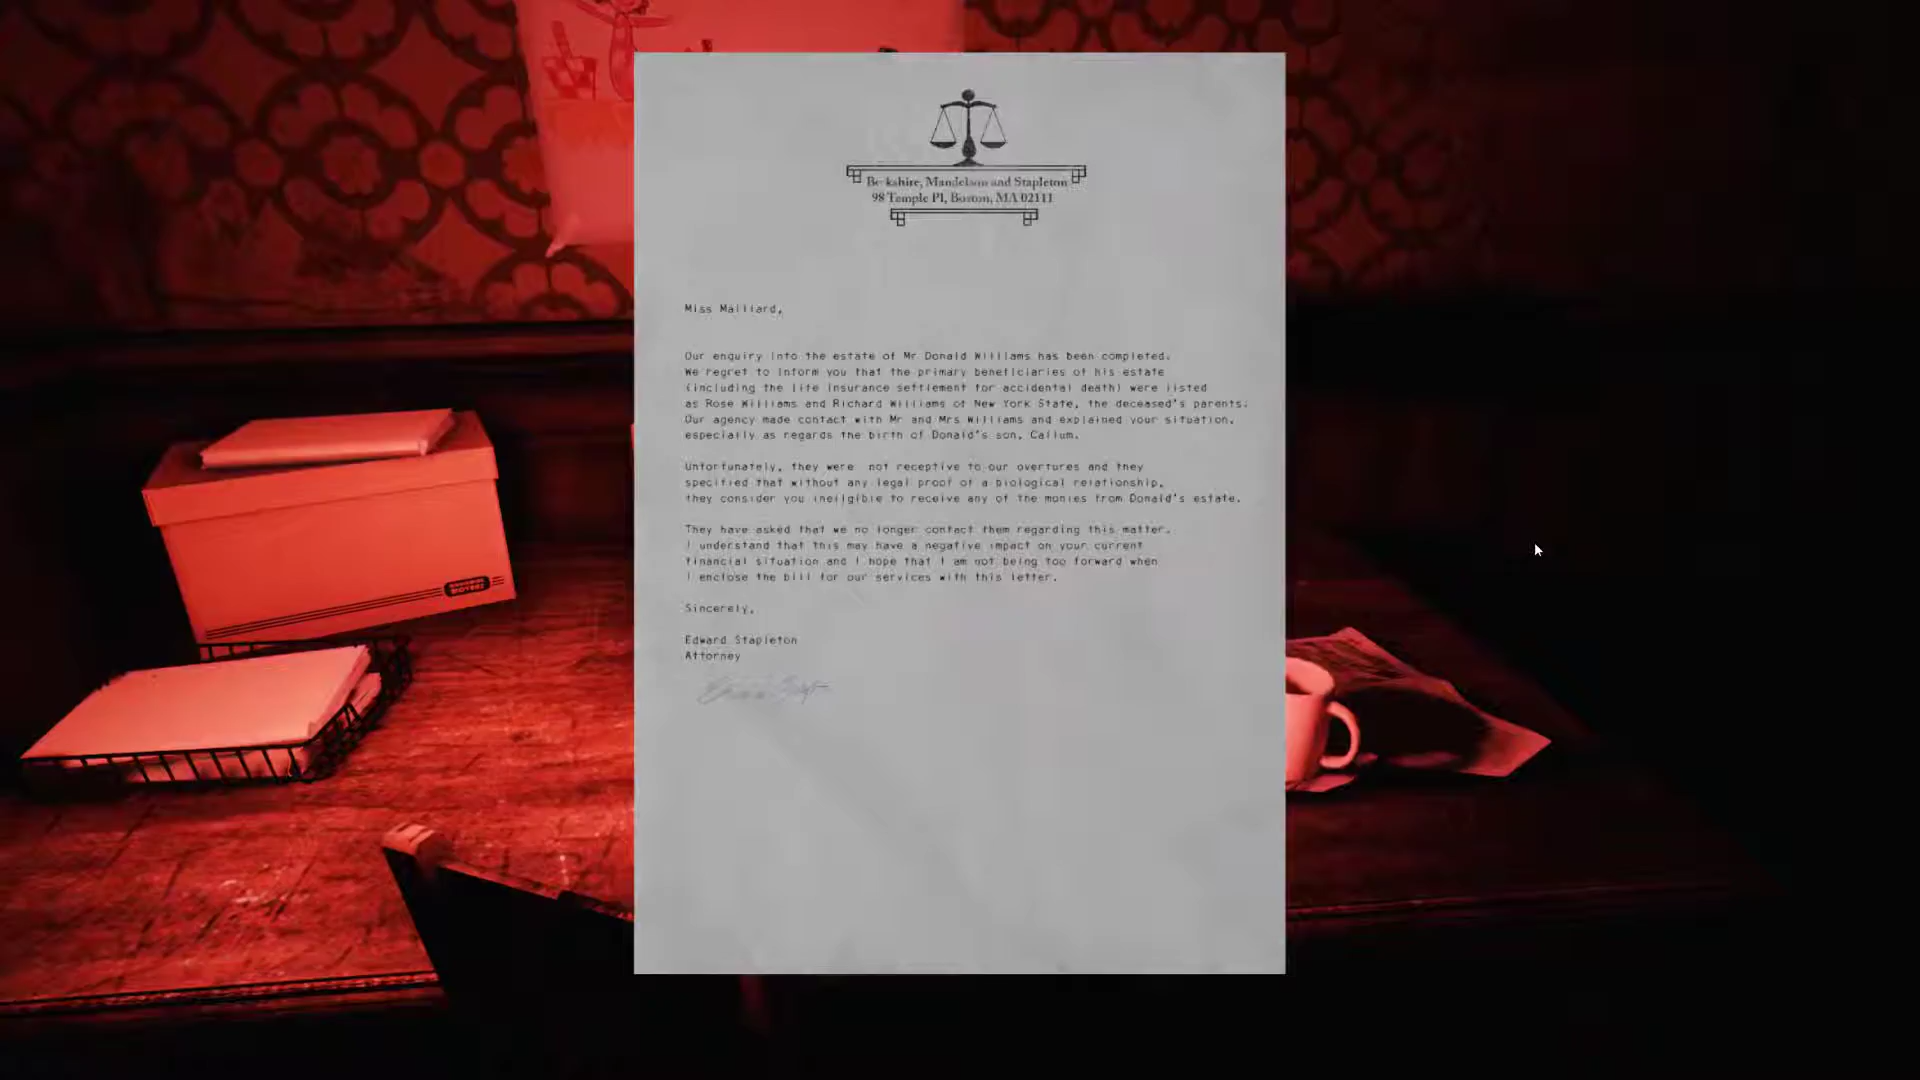 Berkshire, Mandelson and Stapleton
98 Temple Pl, Boston, MA 02111
Miss Mailiard,
Our enquiry into the estate of Mr Donald Williams has been completed.
We regret to inform you that the primary beneficiaries of his estate
(including the life insurance settlement for accidental death) were listed
as Rose Williams and Richard Williams of New York State, the deceased's parents.
Our agency made contact with Mr and Mrs Williams and explained your situation,
especially as regards the birth of Donald's son, Callum.
Unfortunately, they were not receptive to our overtures and they
specified that without any legal proof of a biological relationship,
they consider you ineligible to receive any of the monies from Donald's estate.
They have asked that we no longer contact them regarding this matter.
I understand that this may have a negative impact on your current
financial situation and I hope that I am not being too forward when
I enclose the bill for our services with this letter.
Sincerely,
Edward Stapleton
Attorney